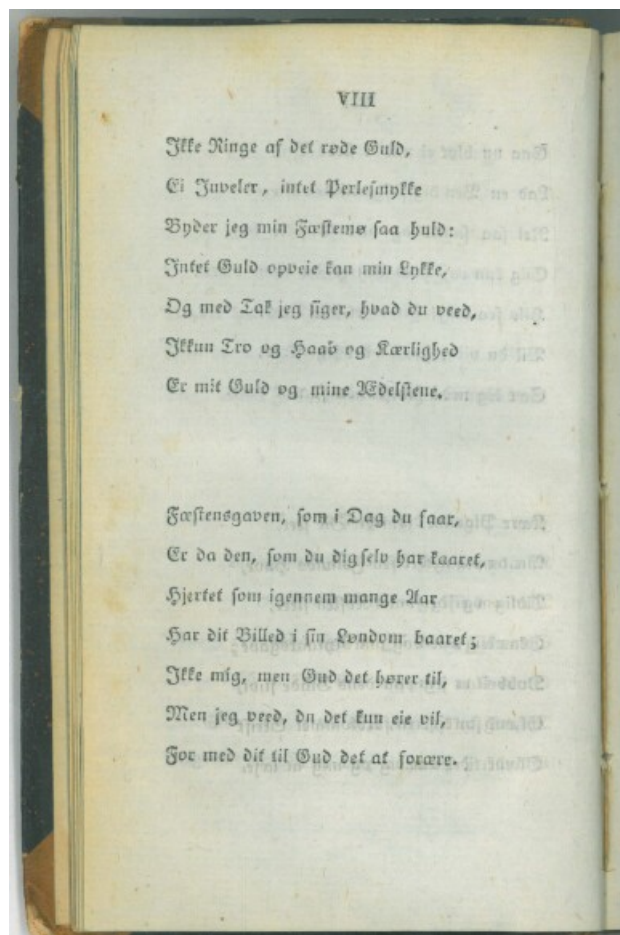 VIII
Ikke Ringe af det røde Guld,
Ei Juveler, intet Perlesmykke
Byder jeg min Fæstemø saa huld:
Intet Guld opveie kan min Lykke,
Og med Tak jeg siger, hvad du veed,
Ikkun Tro og Haab og Kærlighed
Er mit Guld og mine Ædelstene.
Fæstensgaven, som i Dag du faar,
Er da den, som du dig selv har kaaret,
Hjertet som igennem mange Aar
Har dit Billed i sin Løndom baaret;
Ikke mig, men Gud det hører til,
Men jeg veed, du det kun eie vil,
For med dit til Gud det at forære.